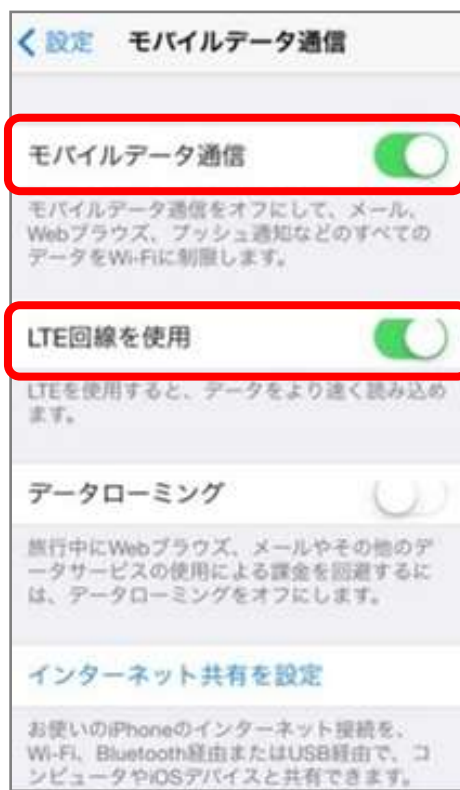 設定 モバイルデータ通信
モバイルデータ通信
モバイルデータ通信をオフにして、メール、
Webブラウズ、プッシュ通知などのすべての
データをWi-Fiに制限します。
LTE回線を使用
LTEを使用すると、データをより速く読み込め
ます。
データローミング
旅行中にWebブラウズ、メールやその他のデ
ータサービスの使用による課金を回避するに
は、データローミングをオフにします。
インターネット共有を設定
お使いのiPhoneのインターネット接続を、
Wi-Fi、Bluetooth経由またはUSB経由で、コ
ンピュータやiOSデバイスと共有できます。